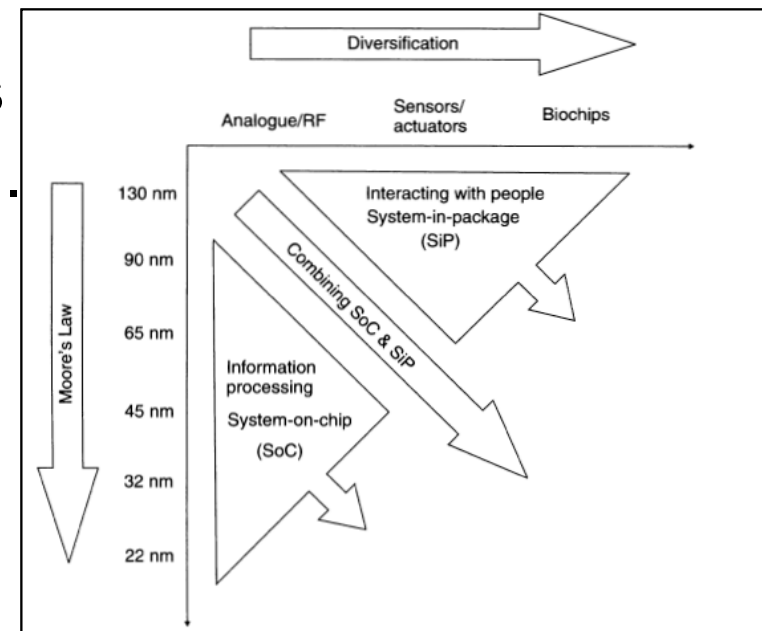 Diversification
Analogue/RF
Sensors/
actuators
Biochips
Moore's Law
130 nm
90 nm
65 nm
45 nm
32 nm
22 nm
Interacting with people
System-in-package
(SiP)
Combining SoC & SiP
Information
processing
System-on-chip
(SoC)